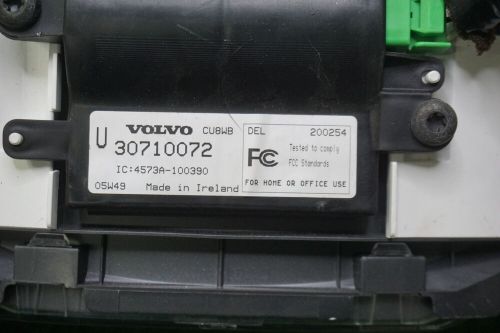 U VOLVO CU8WB
30710072
IC:4573A-100390
05W49 Made in Ireland
DEL 200254
FC Tested to comply
FCC Standards
FOR HOME OR OFFICE USE